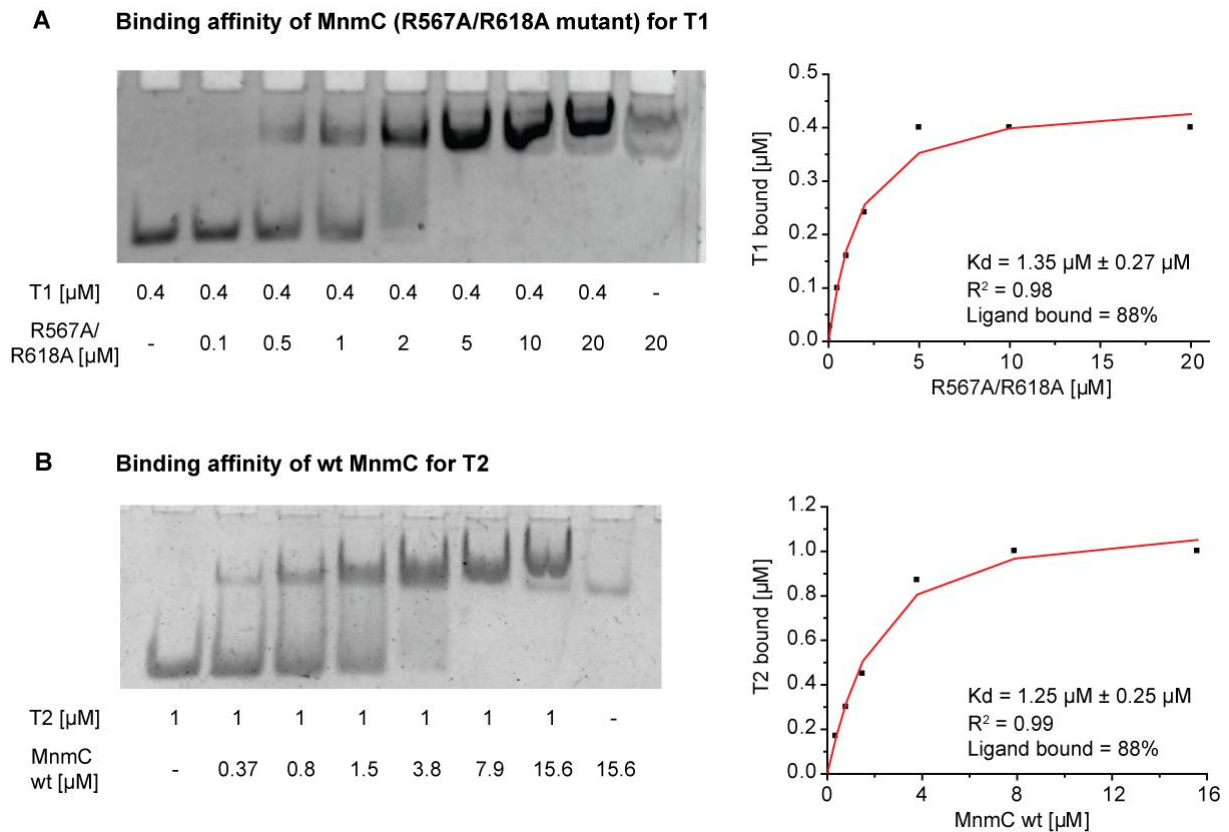 A Binding affinity of MnmC (R567A/R618A mutant) for T1
T1 [µM] 0.4 0.4 0.4 0.4 0.4 0.4 0.4 0.4 -
R567A/
R618A [µM] - 0.1 0.5 1 2 5 10 20 20
0.5
0.4
0.3
0.2
0.1
0.0
T1 bound [µM]
Kd = 1.35 µM ± 0.27 µM
R² = 0.98
Ligand bound = 88%
0 5 10 15 20
R567A/R618A [µM]
B Binding affinity of wt MnmC for T2
T2 [µM] 1 1 1 1 1 1 1 -
MnmC
wt [µM] - 0.37 0.8 1.5 3.8 7.9 15.6 15.6
1.2
1.0
0.8
0.6
0.4
0.2
0.0
T2 bound [µM]
Kd = 1.25 µM ± 0.25 µM
R² = 0.99
Ligand bound = 88%
0 4 8 12 16
MnmC wt [µM]